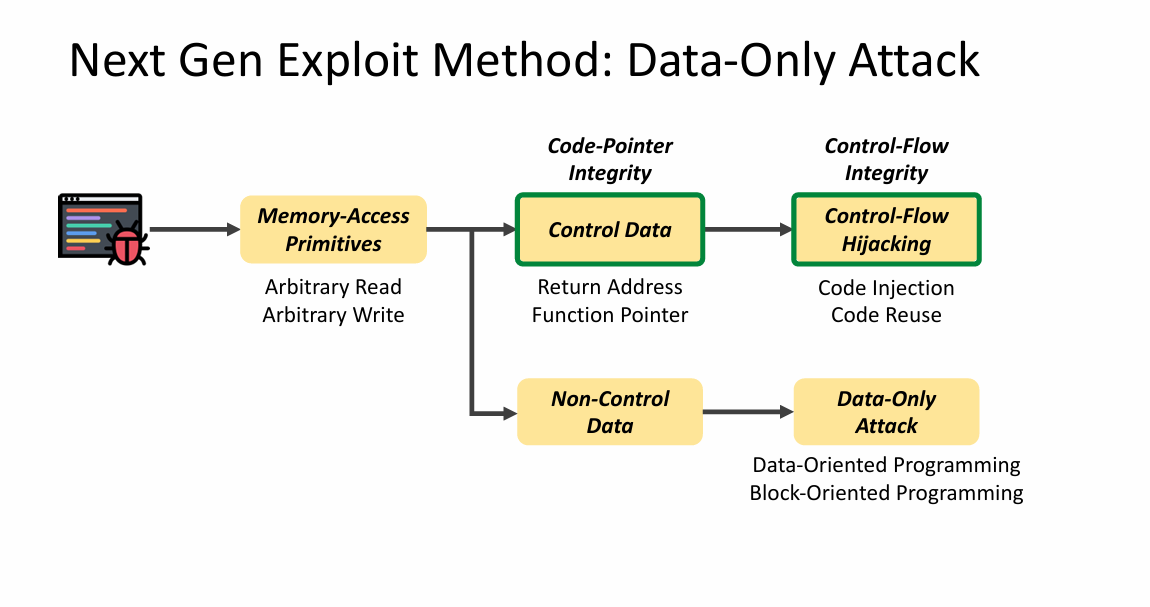 Next Gen Exploit Method: Data-Only Attack
Code-Pointer
Integrity
Control-Flow
Integrity
Memory-Access
Primitives
Control Data
Control-Flow
Hijacking
Arbitrary Read
Arbitrary Write
Return Address
Function Pointer
Code Injection
Code Reuse
Non-Control
Data
Data-Only
Attack
Data-Oriented Programming
Block-Oriented Programming